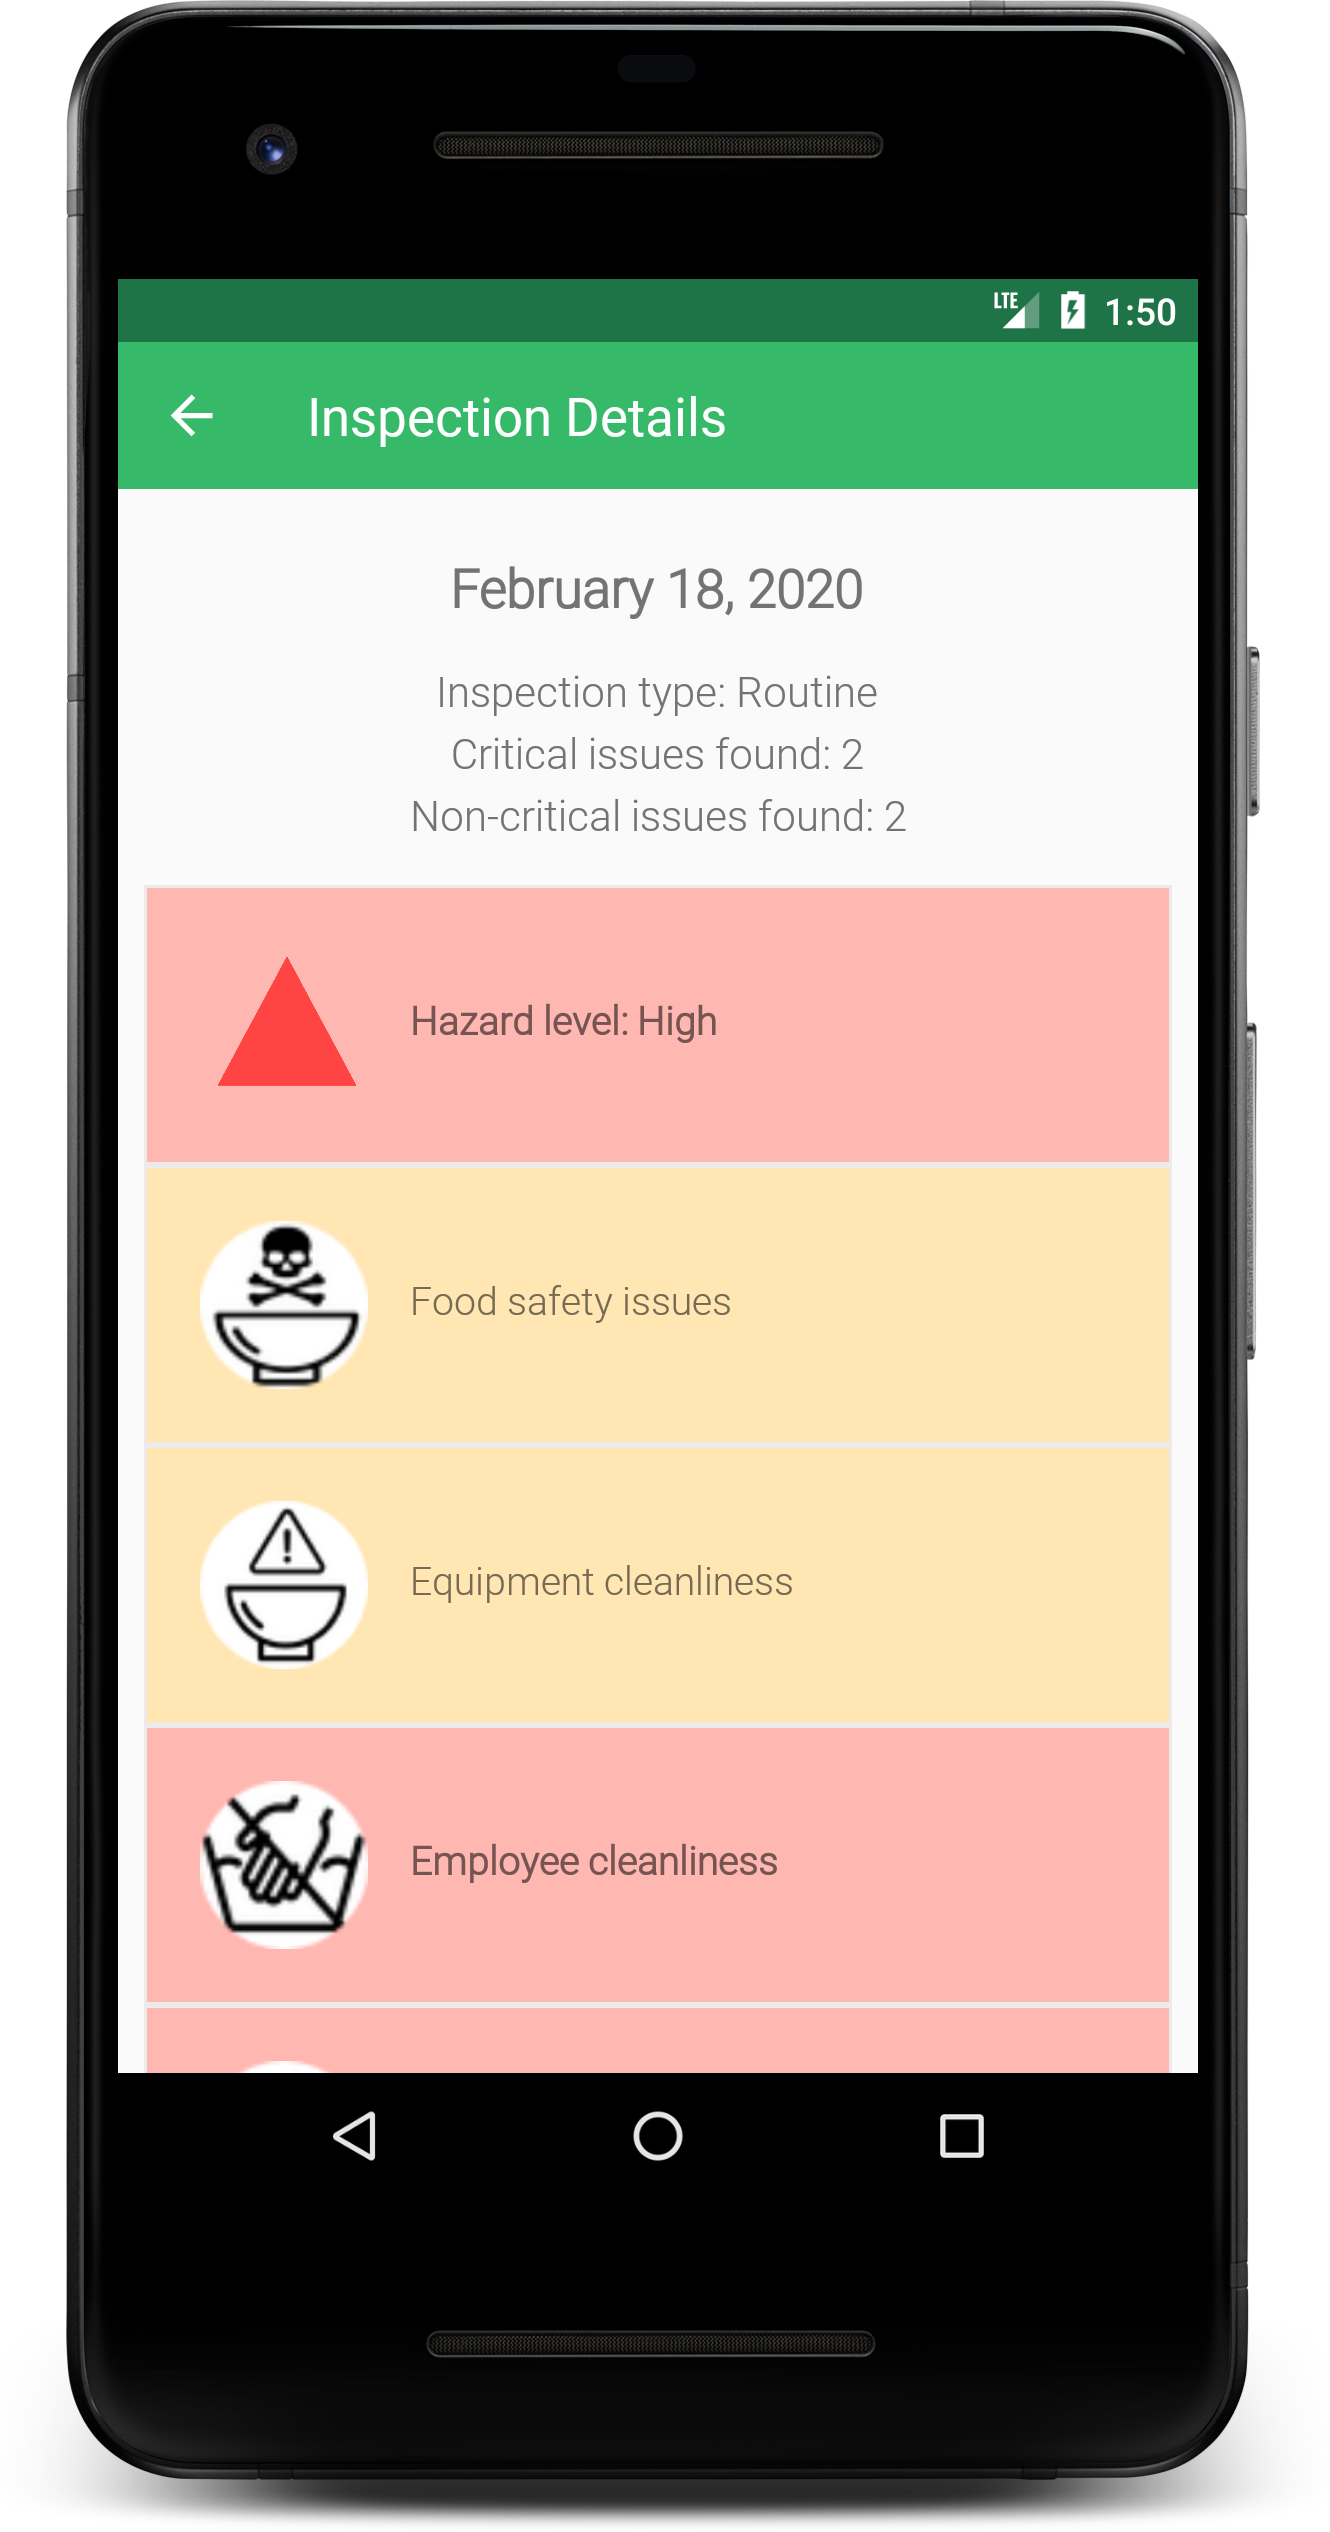 LTE 1:50
Inspection Details
February 18, 2020
Inspection type: Routine
Critical issues found: 2
Non-critical issues found: 2
Hazard level: High
Food safety issues
Equipment cleanliness
Employee cleanliness